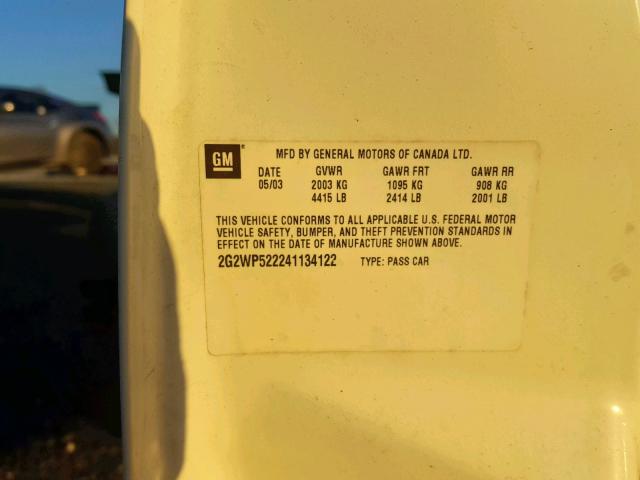 GM
MFD BY GENERAL MOTORS OF CANADA LTD.
DATE GVWR GAWR FRT GAWR RR
05/03 2003 KG 1095 KG 908 KG
4415 LB 2414 LB 2001 LB
THIS VEHICLE CONFORMS TO ALL APPLICABLE U.S. FEDERAL MOTOR
VEHICLE SAFETY, BUMPER, AND THEFT PREVENTION STANDARDS IN
EFFECT ON THE DATE OF MANUFACTURE SHOWN ABOVE.
2G2WP522241134122 TYPE: PASS CAR